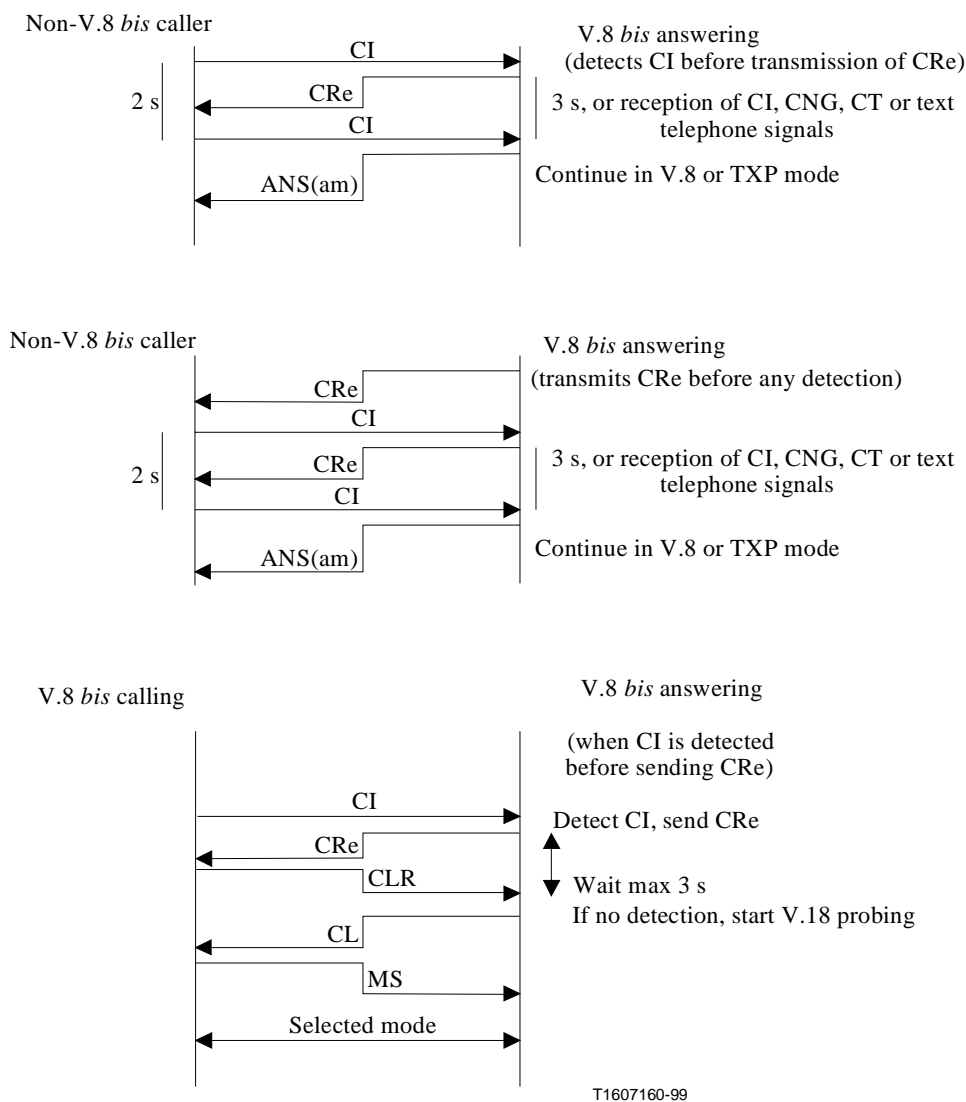 Non-V.8 bis caller
V.8 bis answering
(detects CI before transmission of CRe)
CI
2 s
CRe
3 s, or reception of CI, CNG, CT or text
telephone signals
CI
ANS(am)
Continue in V.8 or TXP mode
Non-V.8 bis caller
V.8 bis answering
(transmits CRe before any detection)
CRe
CI
2 s
CRe
3 s, or reception of CI, CNG, CT or text
telephone signals
CI
ANS(am)
Continue in V.8 or TXP mode
V.8 bis calling
V.8 bis answering
(when CI is detected
before sending CRe)
CI
Detect CI, send CRe
CRe
CLR
Wait max 3 s
If no detection, start V.18 probing
CL
MS
Selected mode
T1607160-99